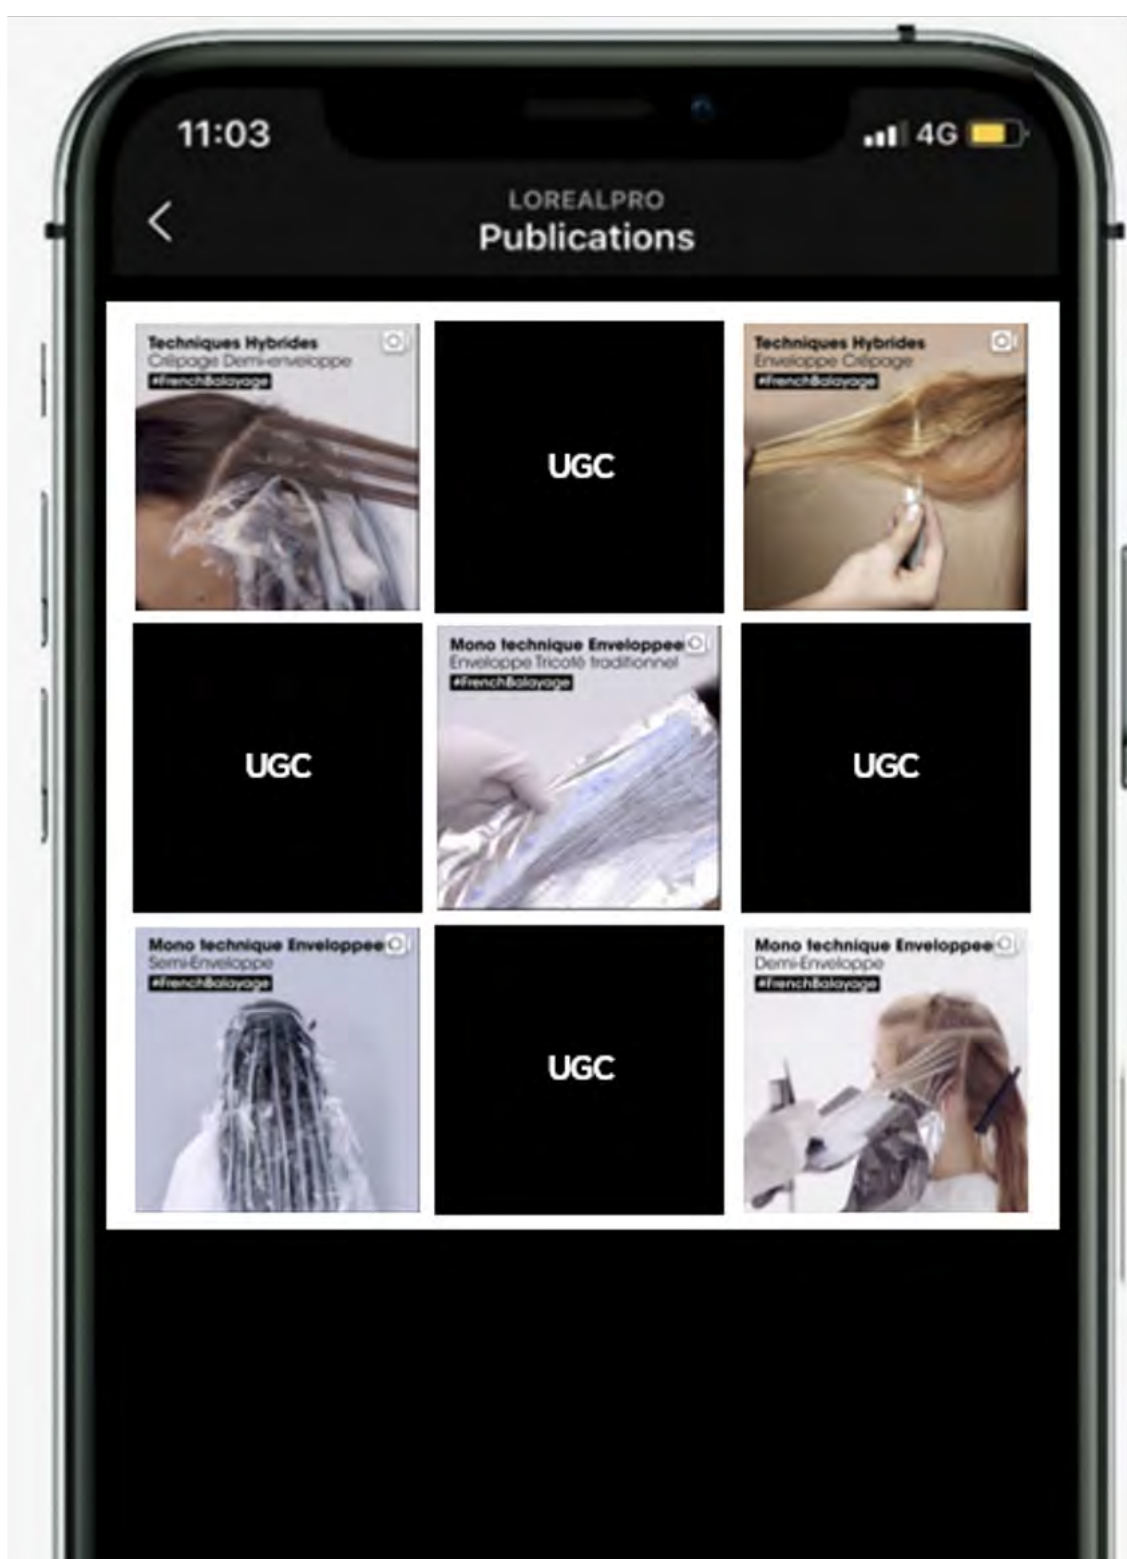 11:03
4G
LOREALPRO
Publications
Techniques Hybrides
Crêpage Demi-enveloppe
#FrenchBalayage
UGC
Techniques Hybrides
Enveloppe Crêpage
#FrenchBalayage
UGC
Mono technique Enveloppee
Enveloppe Tricoté traditionnel
#FrenchBalayage
UGC
Mono technique Enveloppee
Semi-Enveloppe
#FrenchBalayage
UGC
Mono technique Enveloppee
Demi-Enveloppe
#FrenchBalayage